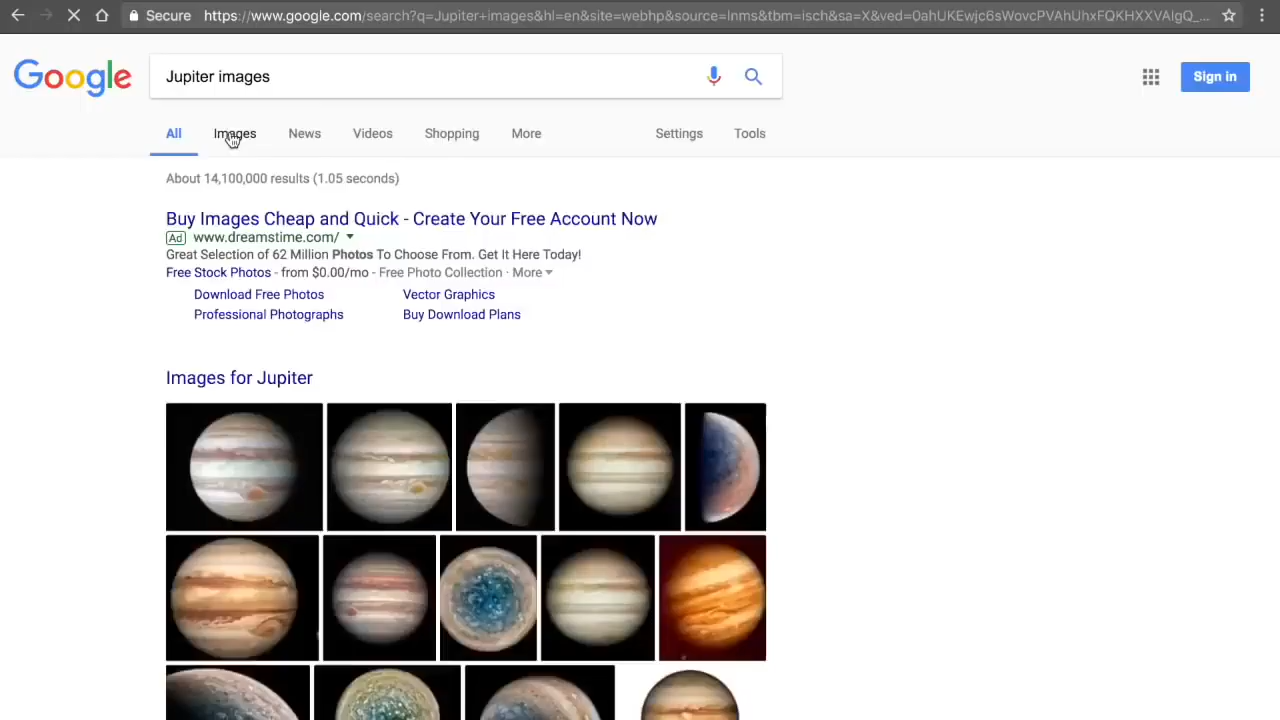 Secure https://www.google.com/search?q=Jupiter+images&hl=en&site=webhp&source=lnms&tbm=isch&sa=X&ved=0ahUKEwjc6sWovcPVAhUhxFQKHXXVAIgQ_...
Google
Jupiter images
Sign in
All Images News Videos Shopping More Settings Tools
About 14,100,000 results (1.05 seconds)
Buy Images Cheap and Quick - Create Your Free Account Now
Ad www.dreamstime.com/
Great Selection of 62 Million Photos To Choose From. Get It Here Today!
Free Stock Photos - from $0.00/mo - Free Photo Collection · More
Download Free Photos Vector Graphics
Professional Photographs Buy Download Plans
Images for Jupiter